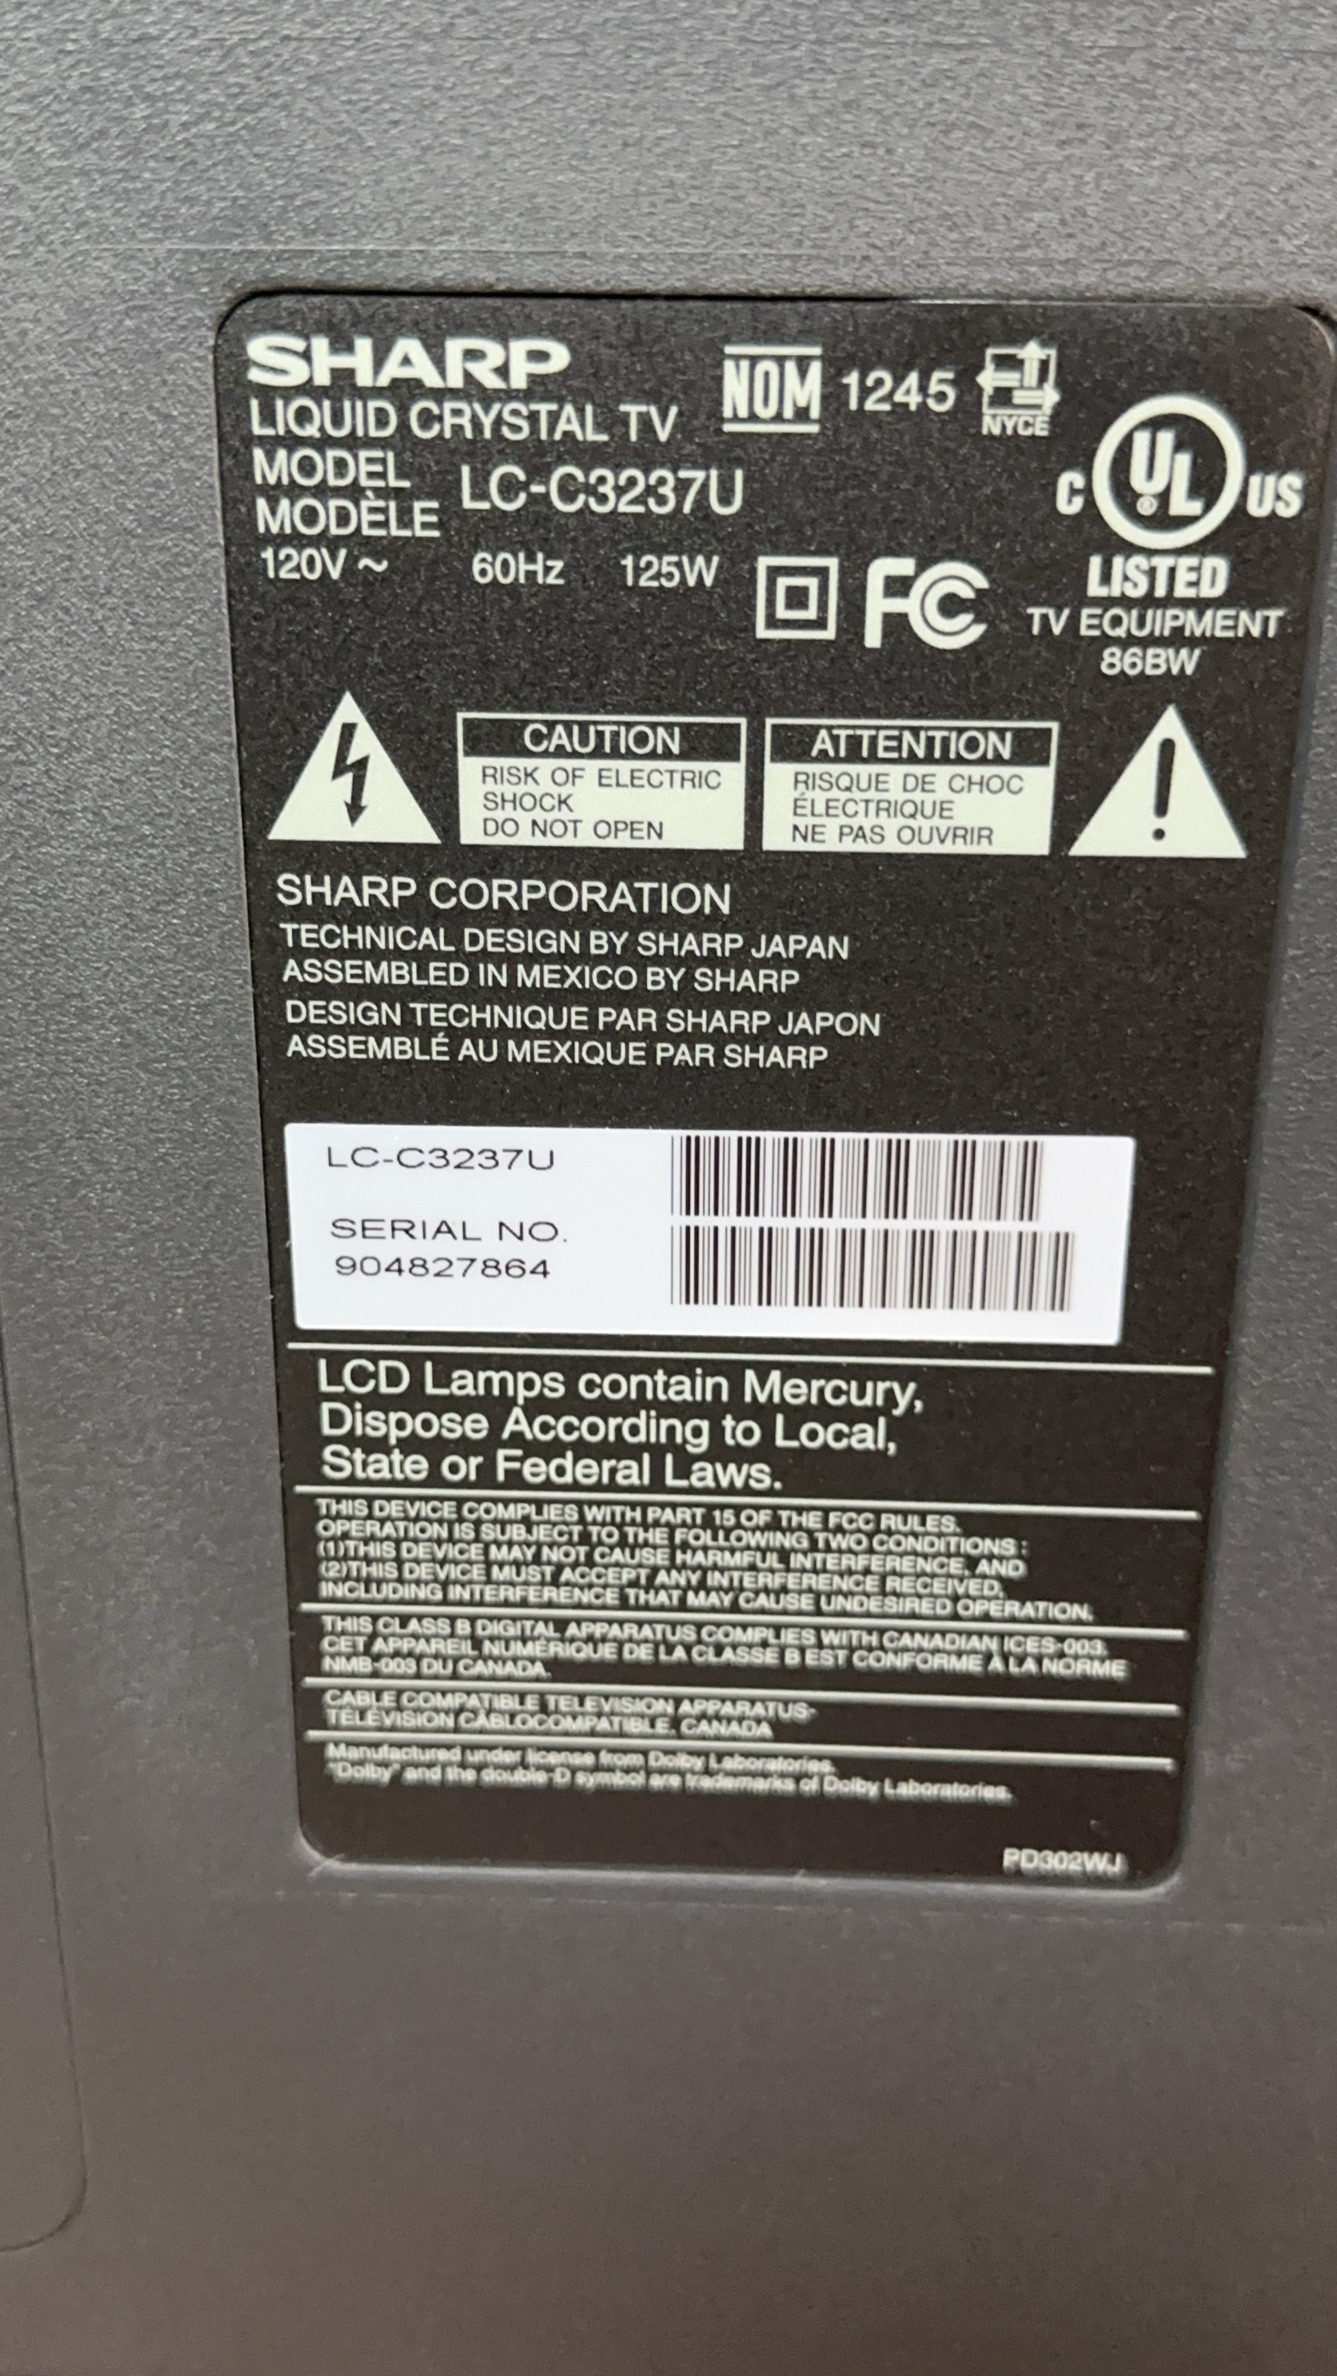 SHARP
LIQUID CRYSTAL TV
NOM 1245 NYCE
MODEL
MODÈLE LC-C3237U
C UL US
120V ~ 60Hz 125W
FC
LISTED
TV EQUIPMENT
86BW
CAUTION
RISK OF ELECTRIC
SHOCK
DO NOT OPEN
ATTENTION
RISQUE DE CHOC
ÉLECTRIQUE
NE PAS OUVRIR
SHARP CORPORATION
TECHNICAL DESIGN BY SHARP JAPAN
ASSEMBLED IN MEXICO BY SHARP
DESIGN TECHNIQUE PAR SHARP JAPON
ASSEMBLÉ AU MEXIQUE PAR SHARP
LC-C3237U
SERIAL NO.
904827864
LCD Lamps contain Mercury,
Dispose According to Local,
State or Federal Laws.
THIS DEVICE COMPLIES WITH PART 15 OF THE FCC RULES.
OPERATION IS SUBJECT TO THE FOLLOWING TWO CONDITIONS :
(1)THIS DEVICE MAY NOT CAUSE HARMFUL INTERFERENCE, AND
(2)THIS DEVICE MUST ACCEPT ANY INTERFERENCE RECEIVED,
INCLUDING INTERFERENCE THAT MAY CAUSE UNDESIRED OPERATION.
THIS CLASS B DIGITAL APPARATUS COMPLIES WITH CANADIAN ICES-003.
CET APPAREIL NUMÉRIQUE DE LA CLASSE B EST CONFORME À LA NORME
NMB-003 DU CANADA.
CABLE COMPATIBLE TELEVISION APPARATUS-
TÉLÉVISION CÂBLOCOMPATIBLE, CANADA
Manufactured under license from Dolby Laboratories.
"Dolby" and the double-D symbol are trademarks of Dolby Laboratories.
PD302WJ